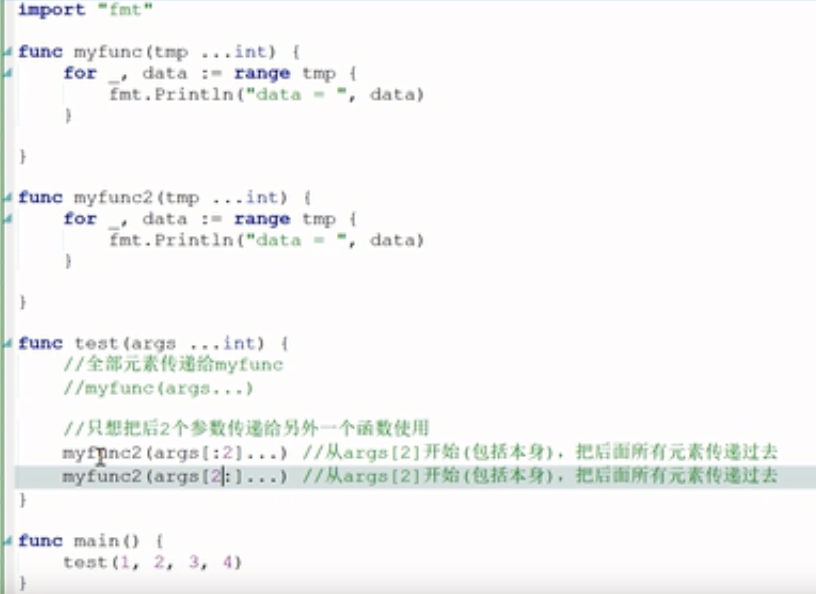 import "fmt"
func myfunc(tmp ...int) {
for _, data := range tmp {
fmt.Println("data = ", data)
}
}
func myfunc2(tmp ...int) {
for _, data := range tmp {
fmt.Println("data = ", data)
}
}
func test(args ...int) {
//全部元素传递给myfunc
//myfunc(args...)
//只想把后2个参数传递给另外一个函数使用
myfunc2(args[:2]...) //从args[2]开始(包括本身)，把后面所有元素传递过去
myfunc2(args[2:]...) //从args[2]开始(包括本身)，把后面所有元素传递过去
}
func main() {
test(1, 2, 3, 4)
}